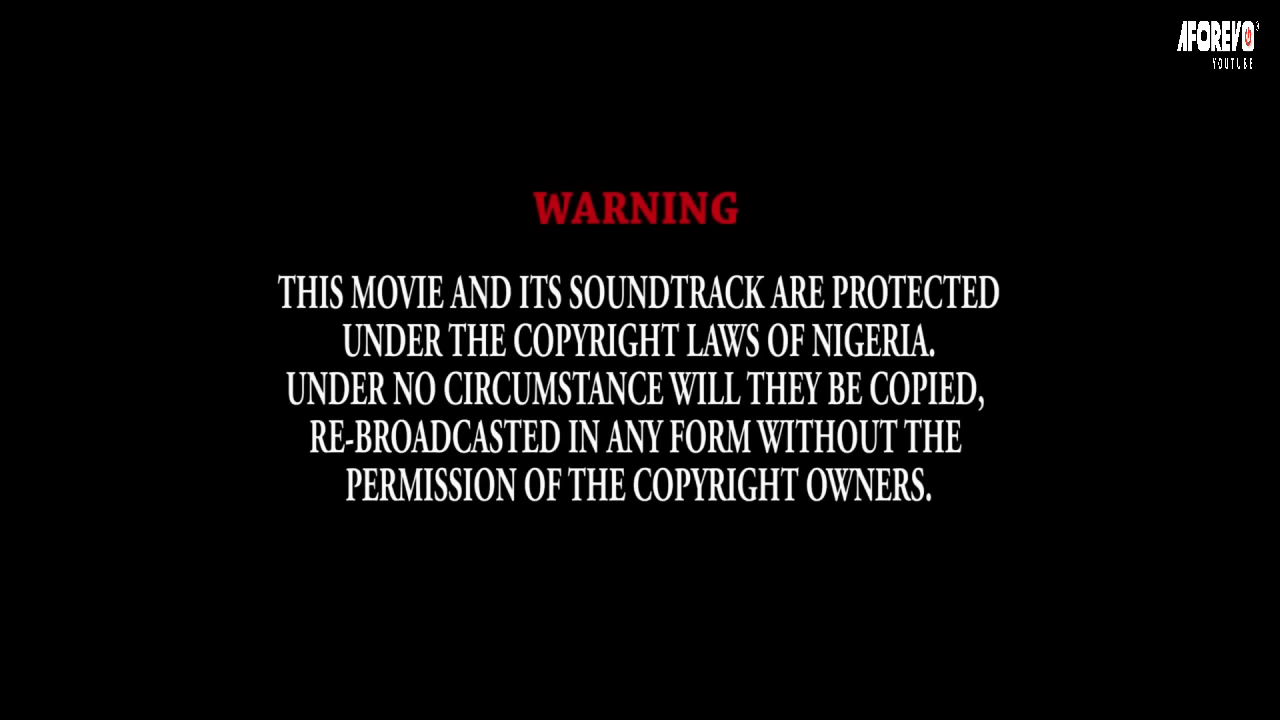 AFOREVO
YOUTUBE
WARNING
THIS MOVIE AND ITS SOUNDTRACK ARE PROTECTED
UNDER THE COPYRIGHT LAWS OF NIGERIA.
UNDER NO CIRCUMSTANCE WILL THEY BE COPIED,
RE-BROADCASTED IN ANY FORM WITHOUT THE
PERMISSION OF THE COPYRIGHT OWNERS.